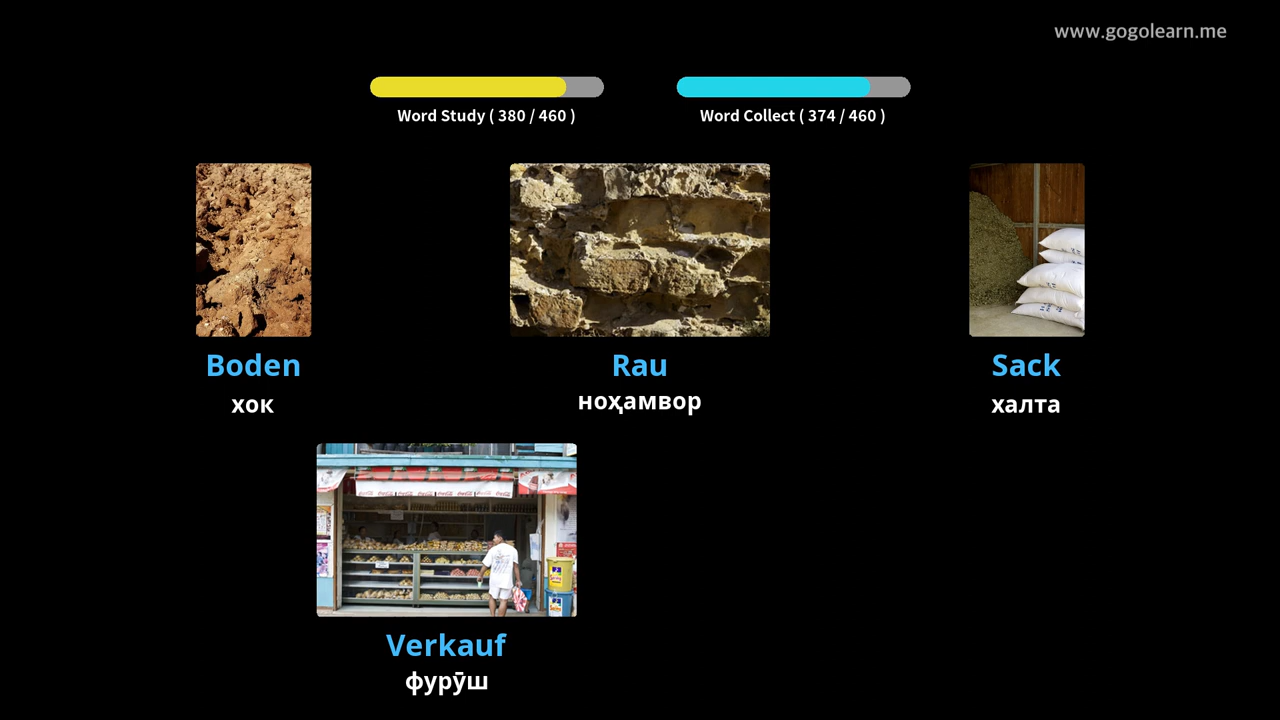 www.gogolearn.me
Word Study ( 380 / 460 )
Word Collect ( 374 / 460 )
Boden
хок
Rau
ноҳамвор
Sack
халта
Verkauf
фурӯш